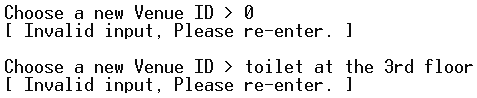 Choose a new Venue ID > 0
[ Invalid input, Please re-enter. ]
Choose a new Venue ID > toilet at the 3rd floor
[ Invalid input, Please re-enter. ]